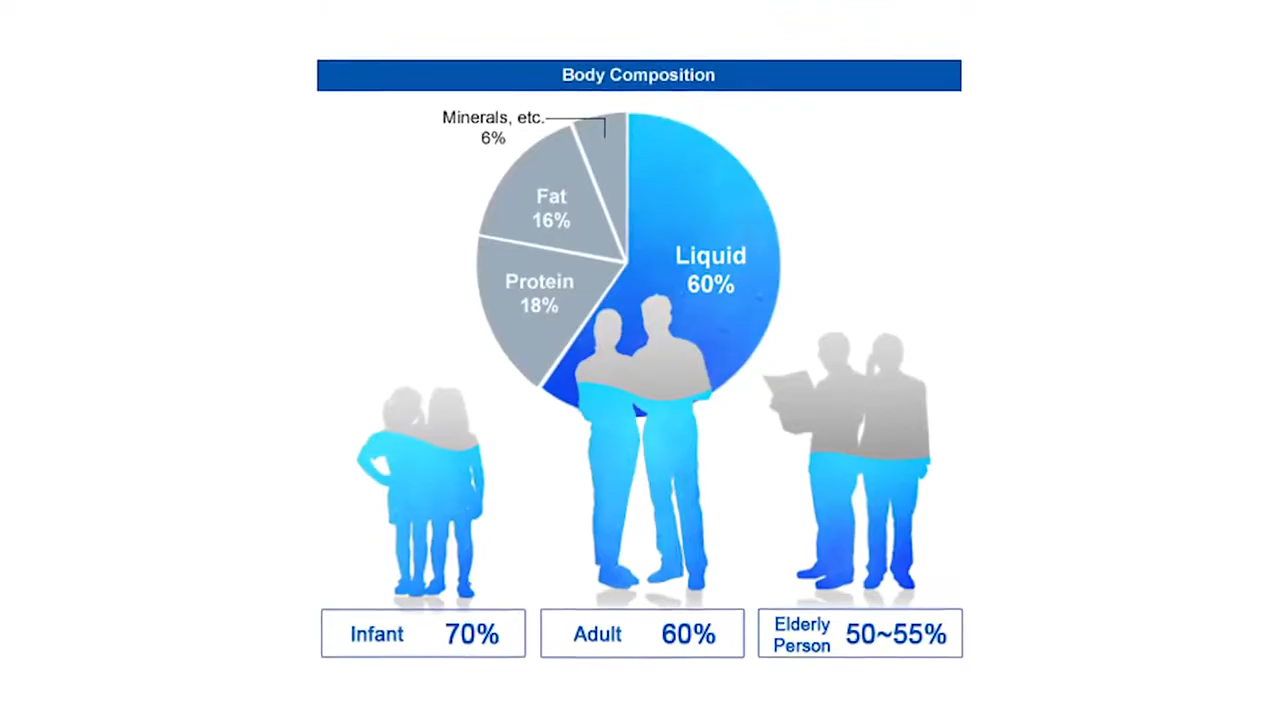 Body Composition
Minerals, etc.
6%
Fat
16%
Liquid
60%
Protein
18%
Infant 70%
Adult 60%
Elderly
Person 50~55%